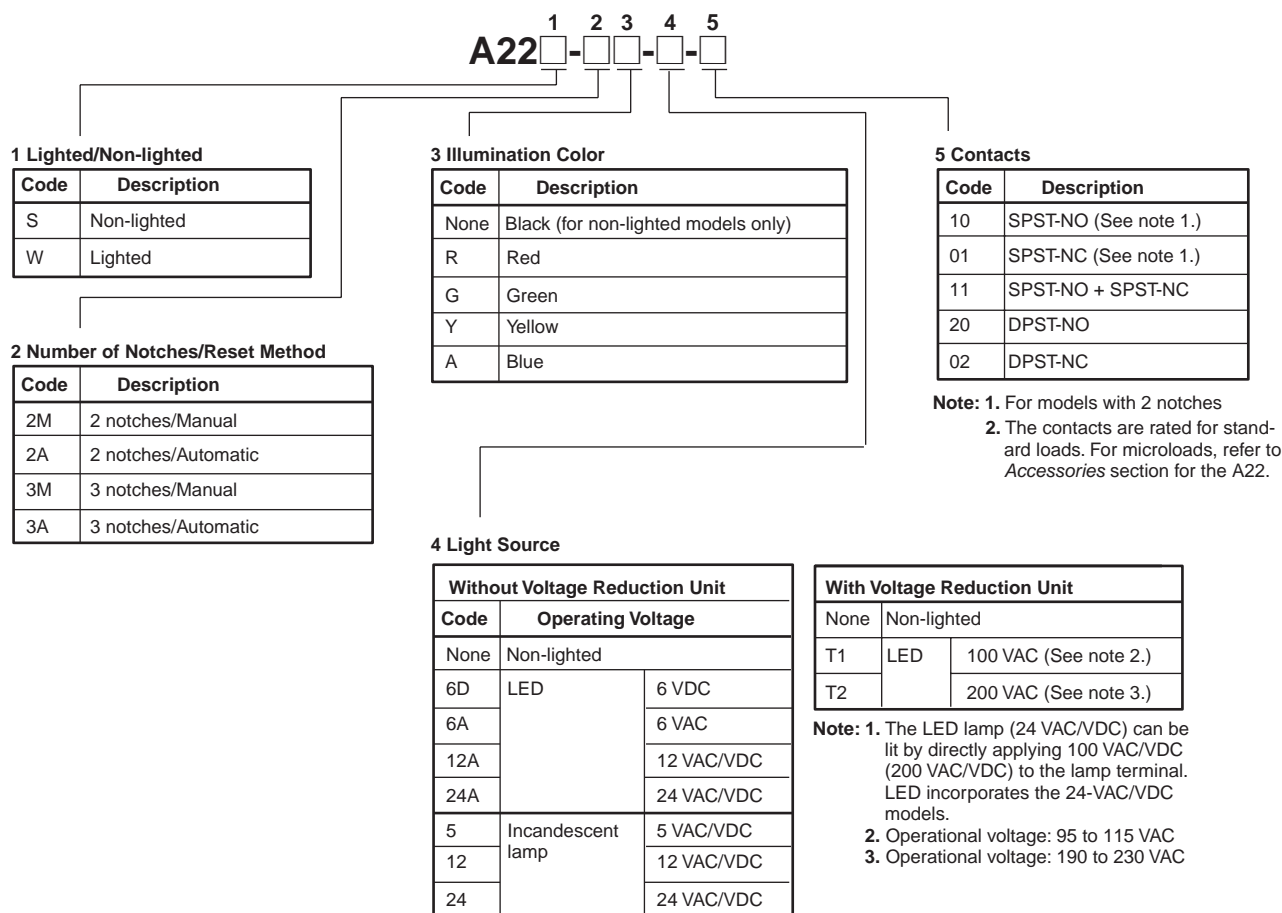 1 2 3 4 5
A22□-□□-□-□
1 Lighted/Non-lighted
Code Description
S Non-lighted
W Lighted
2 Number of Notches/Reset Method
Code Description
2M 2 notches/Manual
2A 2 notches/Automatic
3M 3 notches/Manual
3A 3 notches/Automatic
3 Illumination Color
Code Description
None Black (for non-lighted models only)
R Red
G Green
Y Yellow
A Blue
4 Light Source
Without Voltage Reduction Unit
Code Operating Voltage
None Non-lighted
6D LED 6 VDC
6A 6 VAC
12A 12 VAC/VDC
24A 24 VAC/VDC
5 Incandescent 5 VAC/VDC
lamp
12 12 VAC/VDC
24 24 VAC/VDC
With Voltage Reduction Unit
None Non-lighted
T1 LED 100 VAC (See note 2.)
T2 200 VAC (See note 3.)
Note: 1. The LED lamp (24 VAC/VDC) can be
lit by directly applying 100 VAC/VDC
(200 VAC/VDC) to the lamp terminal.
LED incorporates the 24-VAC/VDC
models.
2. Operational voltage: 95 to 115 VAC
3. Operational voltage: 190 to 230 VAC
5 Contacts
Code Description
10 SPST-NO (See note 1.)
01 SPST-NC (See note 1.)
11 SPST-NO + SPST-NC
20 DPST-NO
02 DPST-NC
Note: 1. For models with 2 notches
2. The contacts are rated for stand-
ard loads. For microloads, refer to
Accessories section for the A22.